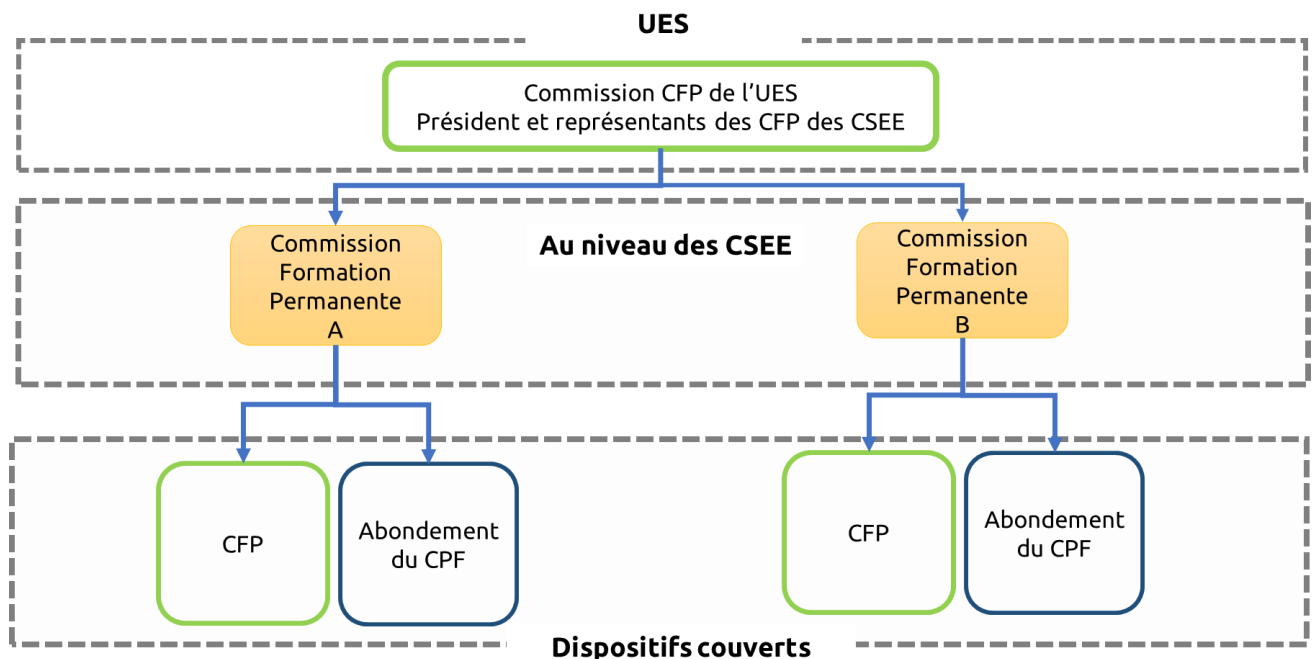 UES
Commission CFP de l’UES
Président et représentants des CFP des CSEE
Au niveau des CSEE
Commission
Formation
Permanente
A
Commission
Formation
Permanente
B
CFP
Abondement
du CPF
CFP
Abondement
du CPF
Dispositifs couverts